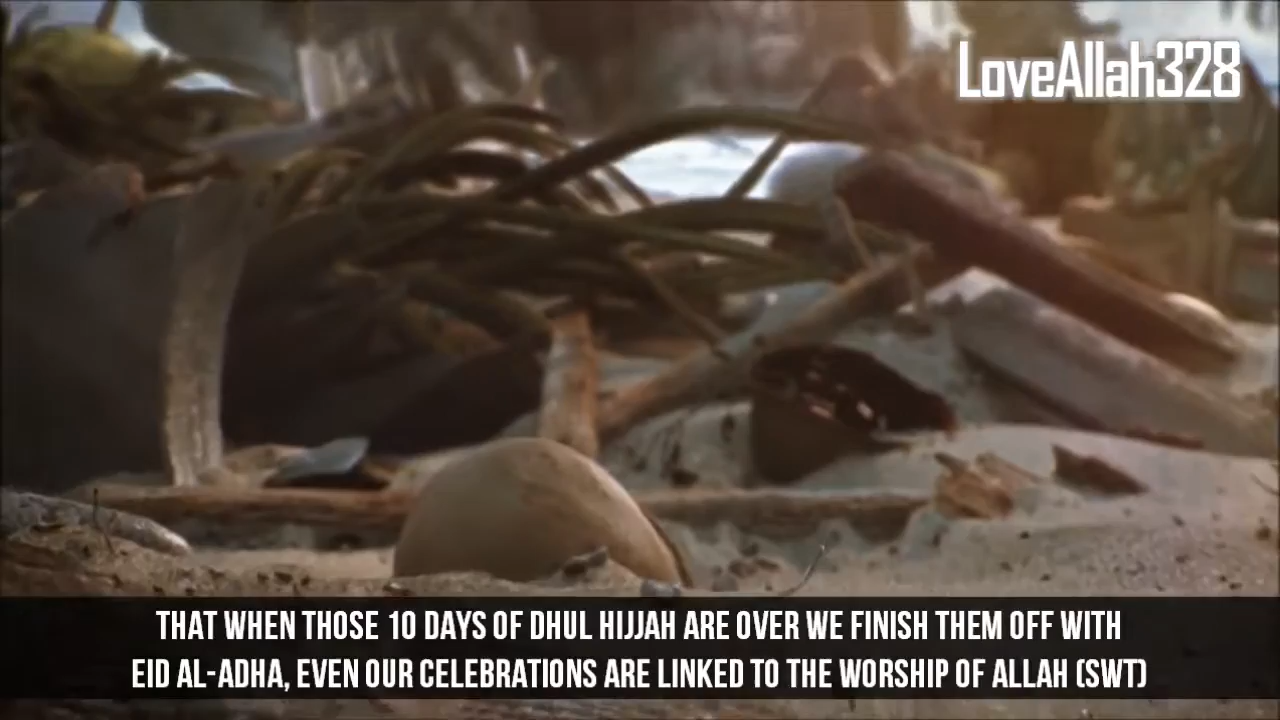 LoveAllah328
THAT WHEN THOSE 10 DAYS OF DHUL HIJJAH ARE OVER WE FINISH THEM OFF WITH
EID AL-ADHA, EVEN OUR CELEBRATIONS ARE LINKED TO THE WORSHIP OF ALLAH (SWT)